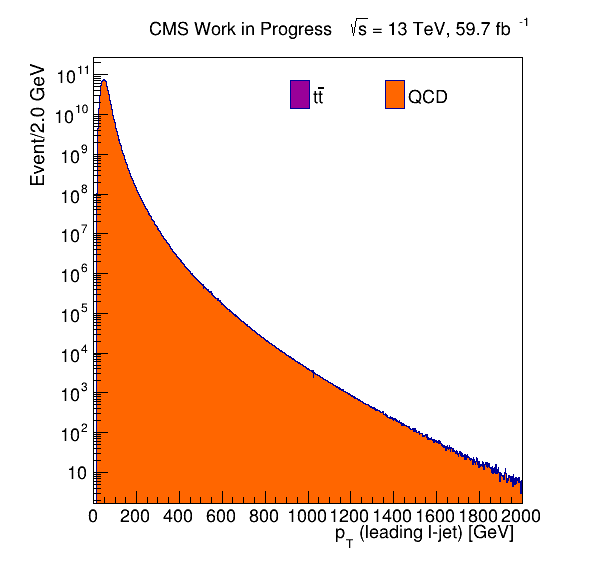 CMS Work in Progress √s = 13 TeV, 59.7 fb⁻¹
Event/2.0 GeV
10¹¹
10¹⁰
10⁹
10⁸
10⁷
10⁶
10⁵
10⁴
10³
10²
10
tt̄ QCD
0 200 400 600 800 1000 1200 1400 1600 1800 2000
p_T (leading l-jet) [GeV]